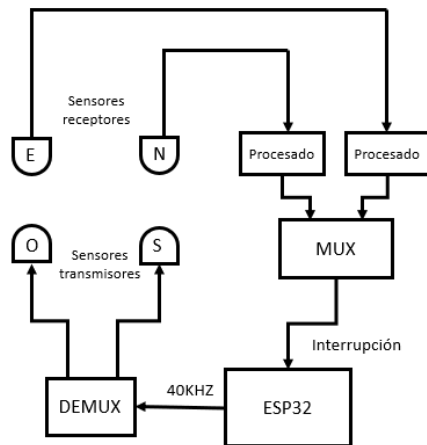 Sensores
receptores
E
N
Procesado
Procesado
O
Sensores
transmisores
S
MUX
Interrupción
40KHZ
DEMUX
ESP32